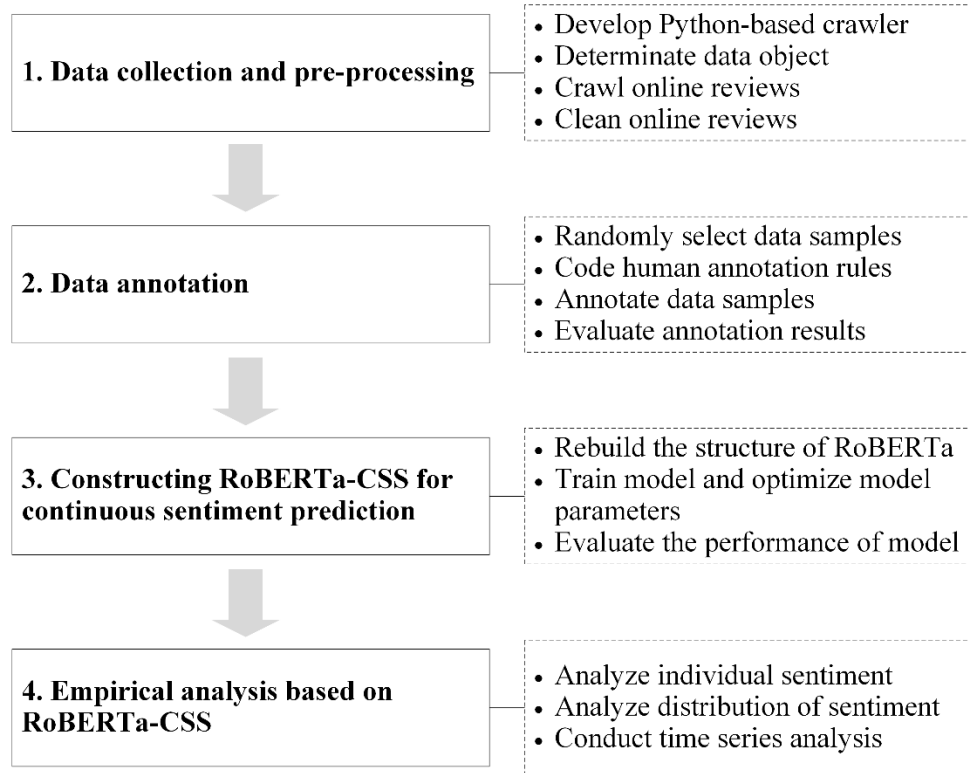 1. Data collection and pre-processing
• Develop Python-based crawler
• Determinate data object
• Crawl online reviews
• Clean online reviews
2. Data annotation
• Randomly select data samples
• Code human annotation rules
• Annotate data samples
• Evaluate annotation results
3. Constructing RoBERTa-CSS for
continuous sentiment prediction
• Rebuild the structure of RoBERTa
• Train model and optimize model
parameters
• Evaluate the performance of model
4. Empirical analysis based on
RoBERTa-CSS
• Analyze individual sentiment
• Analyze distribution of sentiment
• Conduct time series analysis